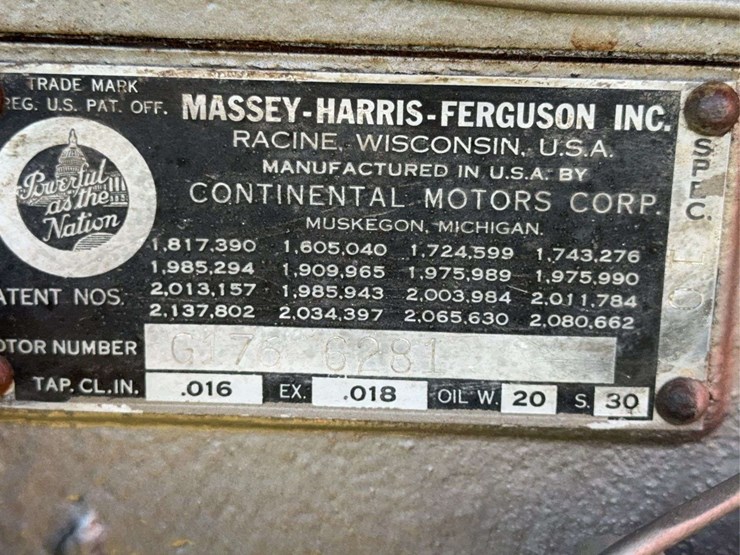 TRADE MARK
REG. U.S. PAT. OFF.
MASSEY-HARRIS-FERGUSON INC.
RACINE, WISCONSIN, U.S.A.
MANUFACTURED IN U.S.A. BY
CONTINENTAL MOTORS CORP.
MUSKEGON, MICHIGAN.
Powerful
as the
Nation
1,817,390 1,605,040 1,724,599 1,743,276
1,985,294 1,909,965 1,975,989 1,975,990
ATENT NOS. 2,013,157 1,985,943 2,003,984 2,011,784
2,137,802 2,034,397 2,065,630 2,080,662
OTOR NUMBER G176 6281
TAP. CL. IN. .016 EX. .018 OIL W. 20 S. 30
SPEC.